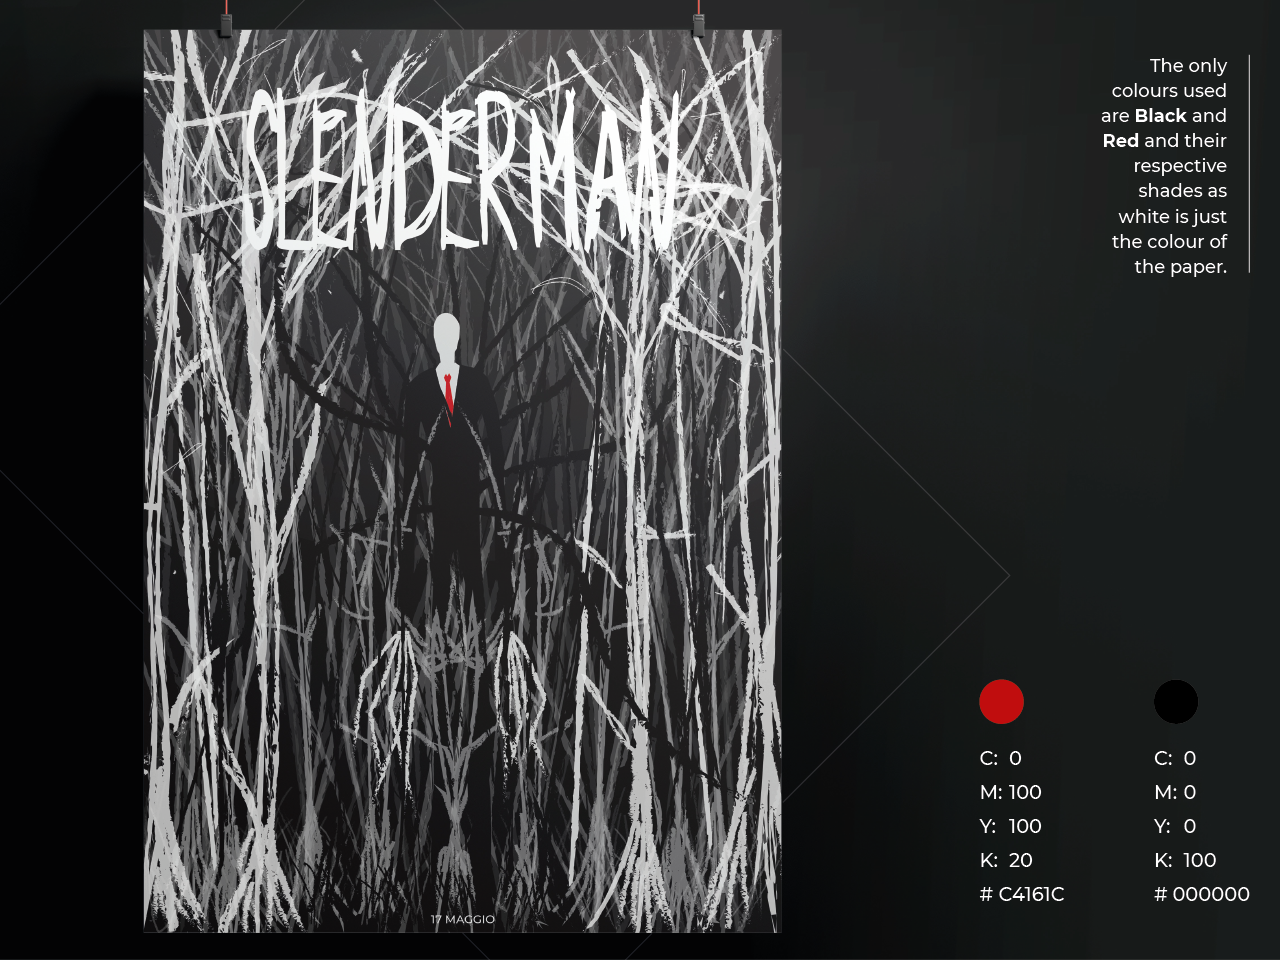 SLENDERMAN
17 MAGGIO
The only
colours used
are Black and
Red and their
respective
shades as
white is just
the colour of
the paper.
C: 0
M: 100
Y: 100
K: 20
# C4161C
C: 0
M: 0
Y: 0
K: 100
# 000000